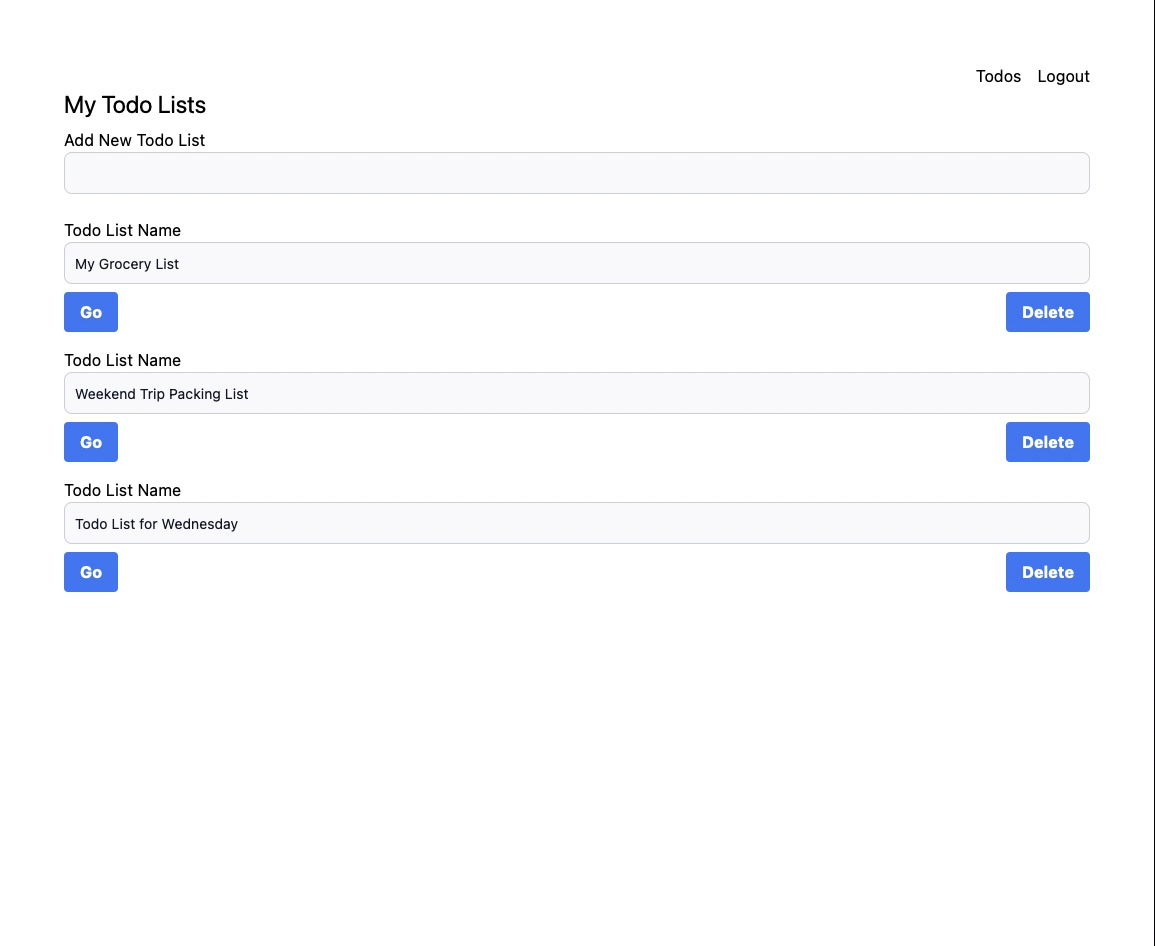 Todos Logout
My Todo Lists
Add New Todo List
Todo List Name
My Grocery List
Go Delete
Todo List Name
Weekend Trip Packing List
Go Delete
Todo List Name
Todo List for Wednesday
Go Delete